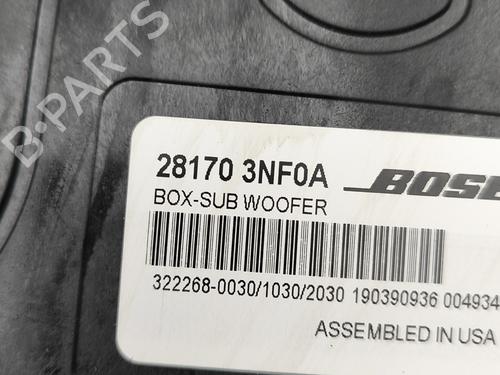 B-PARTS
28170 3NF0A BOSE
BOX-SUB WOOFER
322268-0030/1030/2030 190390936 004934
ASSEMBLED IN USA